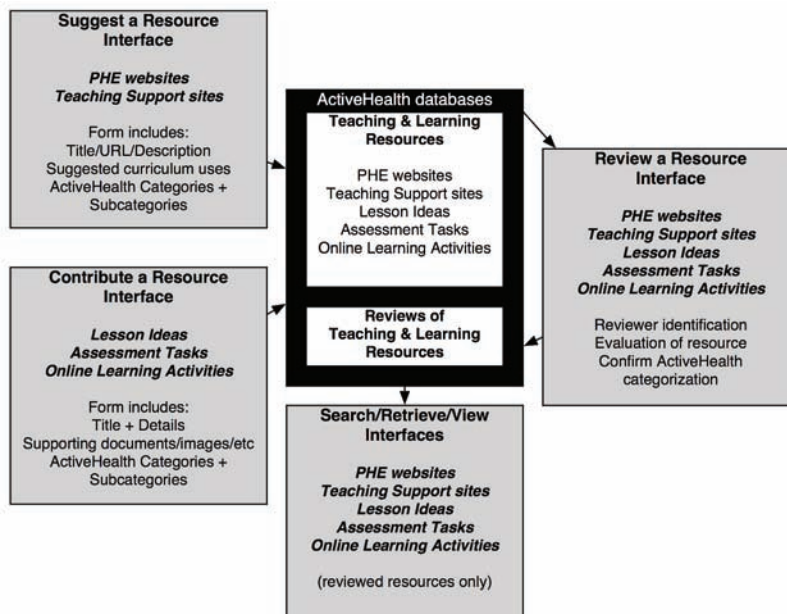 Suggest a Resource
Interface
PHE websites
Teaching Support sites
Form includes:
Title/URL/Description
Suggested curriculum uses
ActiveHealth Categories +
Subcategories
Contribute a Resource
Interface
Lesson Ideas
Assessment Tasks
Online Learning Activities
Form includes:
Title + Details
Supporting documents/images/etc
ActiveHealth Categories +
Subcategories
ActiveHealth databases
Teaching & Learning
Resources
PHE websites
Teaching Support sites
Lesson Ideas
Assessment Tasks
Online Learning Activities
Reviews of
Teaching & Learning
Resources
Search/Retrieve/View
Interfaces
PHE websites
Teaching Support sites
Lesson Ideas
Assessment Tasks
Online Learning Activities
(reviewed resources only)
Review a Resource
Interface
PHE websites
Teaching Support sites
Lesson Ideas
Assessment Tasks
Online Learning Activities
Reviewer identification
Evaluation of resource
Confirm ActiveHealth
categorization